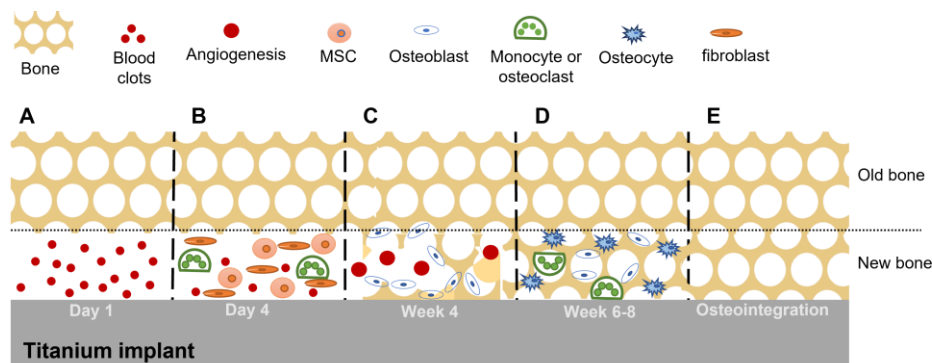 Bone
Blood
clots
Angiogenesis
MSC
Osteoblast
Monocyte or
osteoclast
Osteocyte
fibroblast
A
B
C
D
E
Old bone
New bone
Day 1
Day 4
Week 4
Week 6-8
Osteointegration
Titanium implant